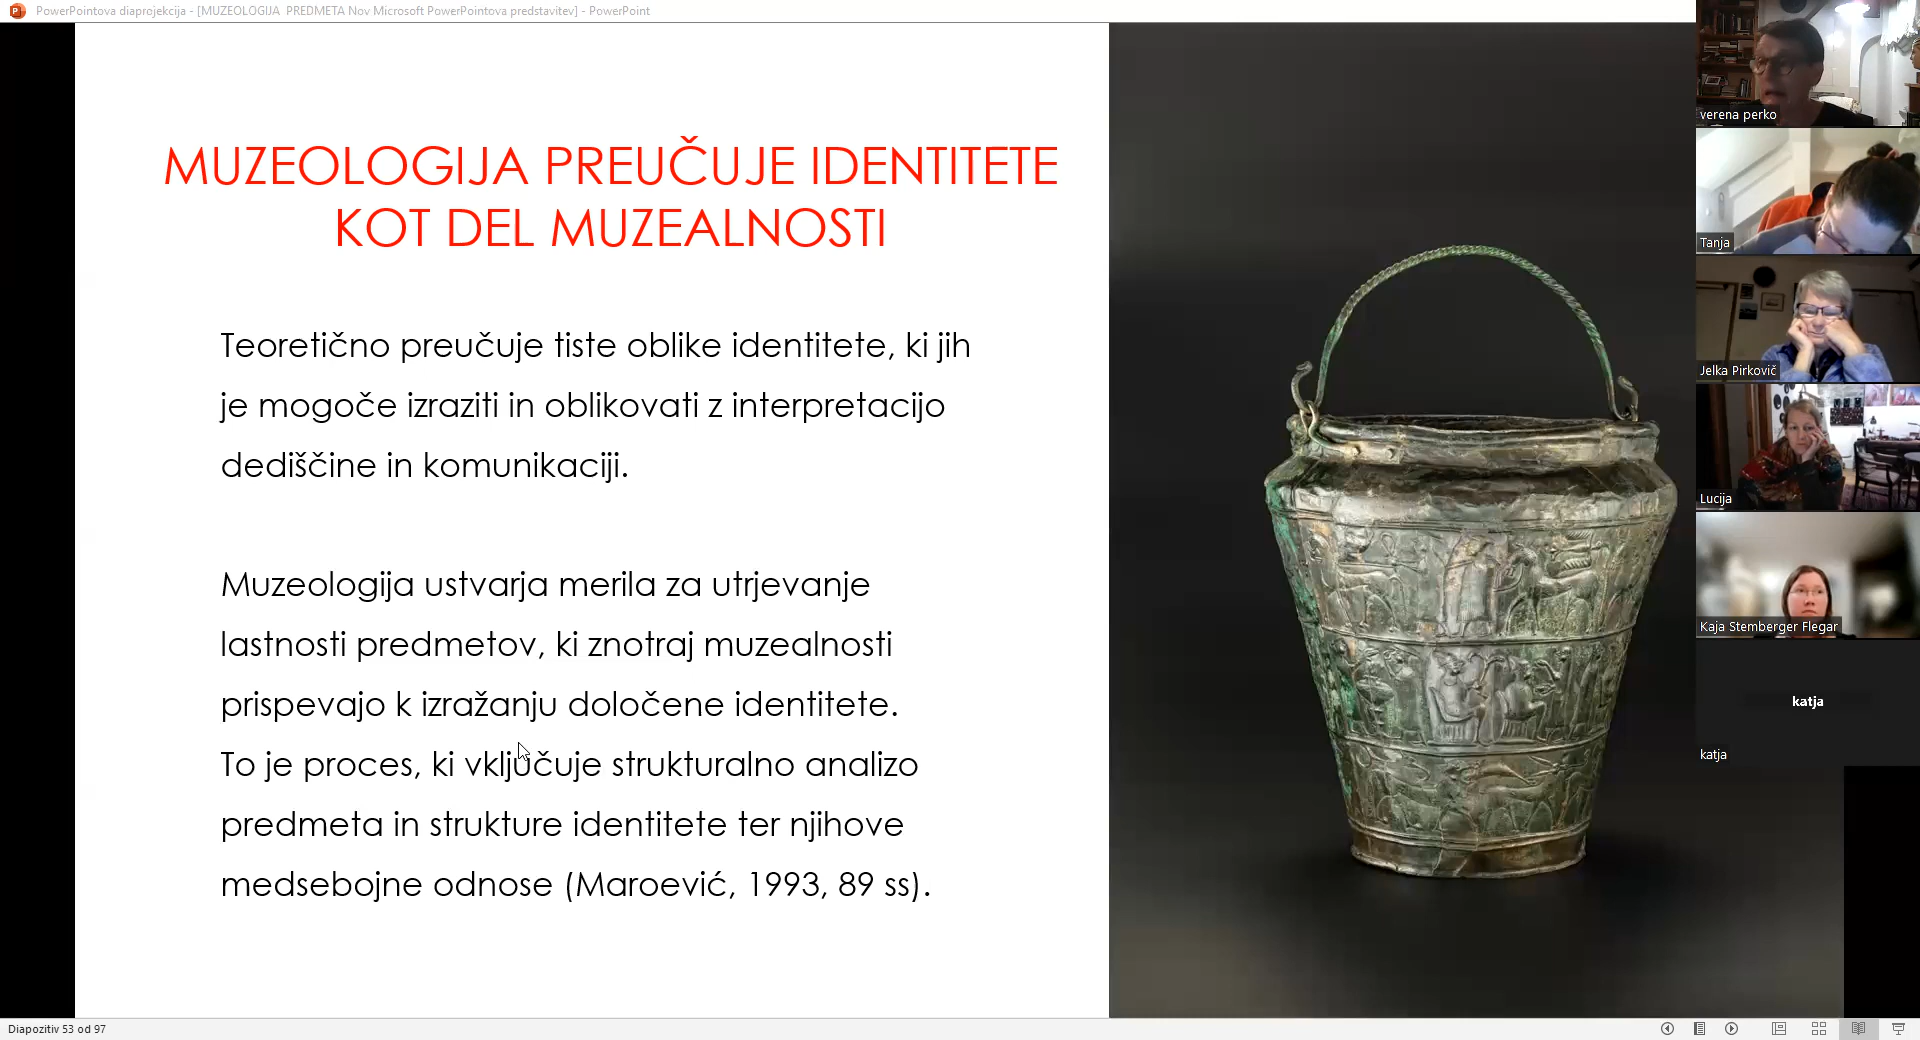 PowerPointova diaprojekcija - [MUZEOLOGIJA  PREDMETA Nov Microsoft PowerPointova predstavitev] - PowerPoint
MUZEOLOGIJA PREUČUJE IDENTITETE
KOT DEL MUZEALNOSTI
Teoretično preučuje tiste oblike identitete, ki jih
je mogoče izraziti in oblikovati z interpretacijo
dediščine in komunikaciji.
Muzeologija ustvarja merila za utrjevanje
lastnosti predmetov, ki znotraj muzealnosti
prispevajo k izražanju določene identitete.
To je proces, ki vključuje strukturalno analizo
predmeta in strukture identitete ter njihove
medsebojne odnose (Maroević, 1993, 89 ss).
verena perko
Tanja
Jelka Pirkovič
Lucija
Kaja Stemberger Flegar
katja
katja
Diapozitiv 53 od 97